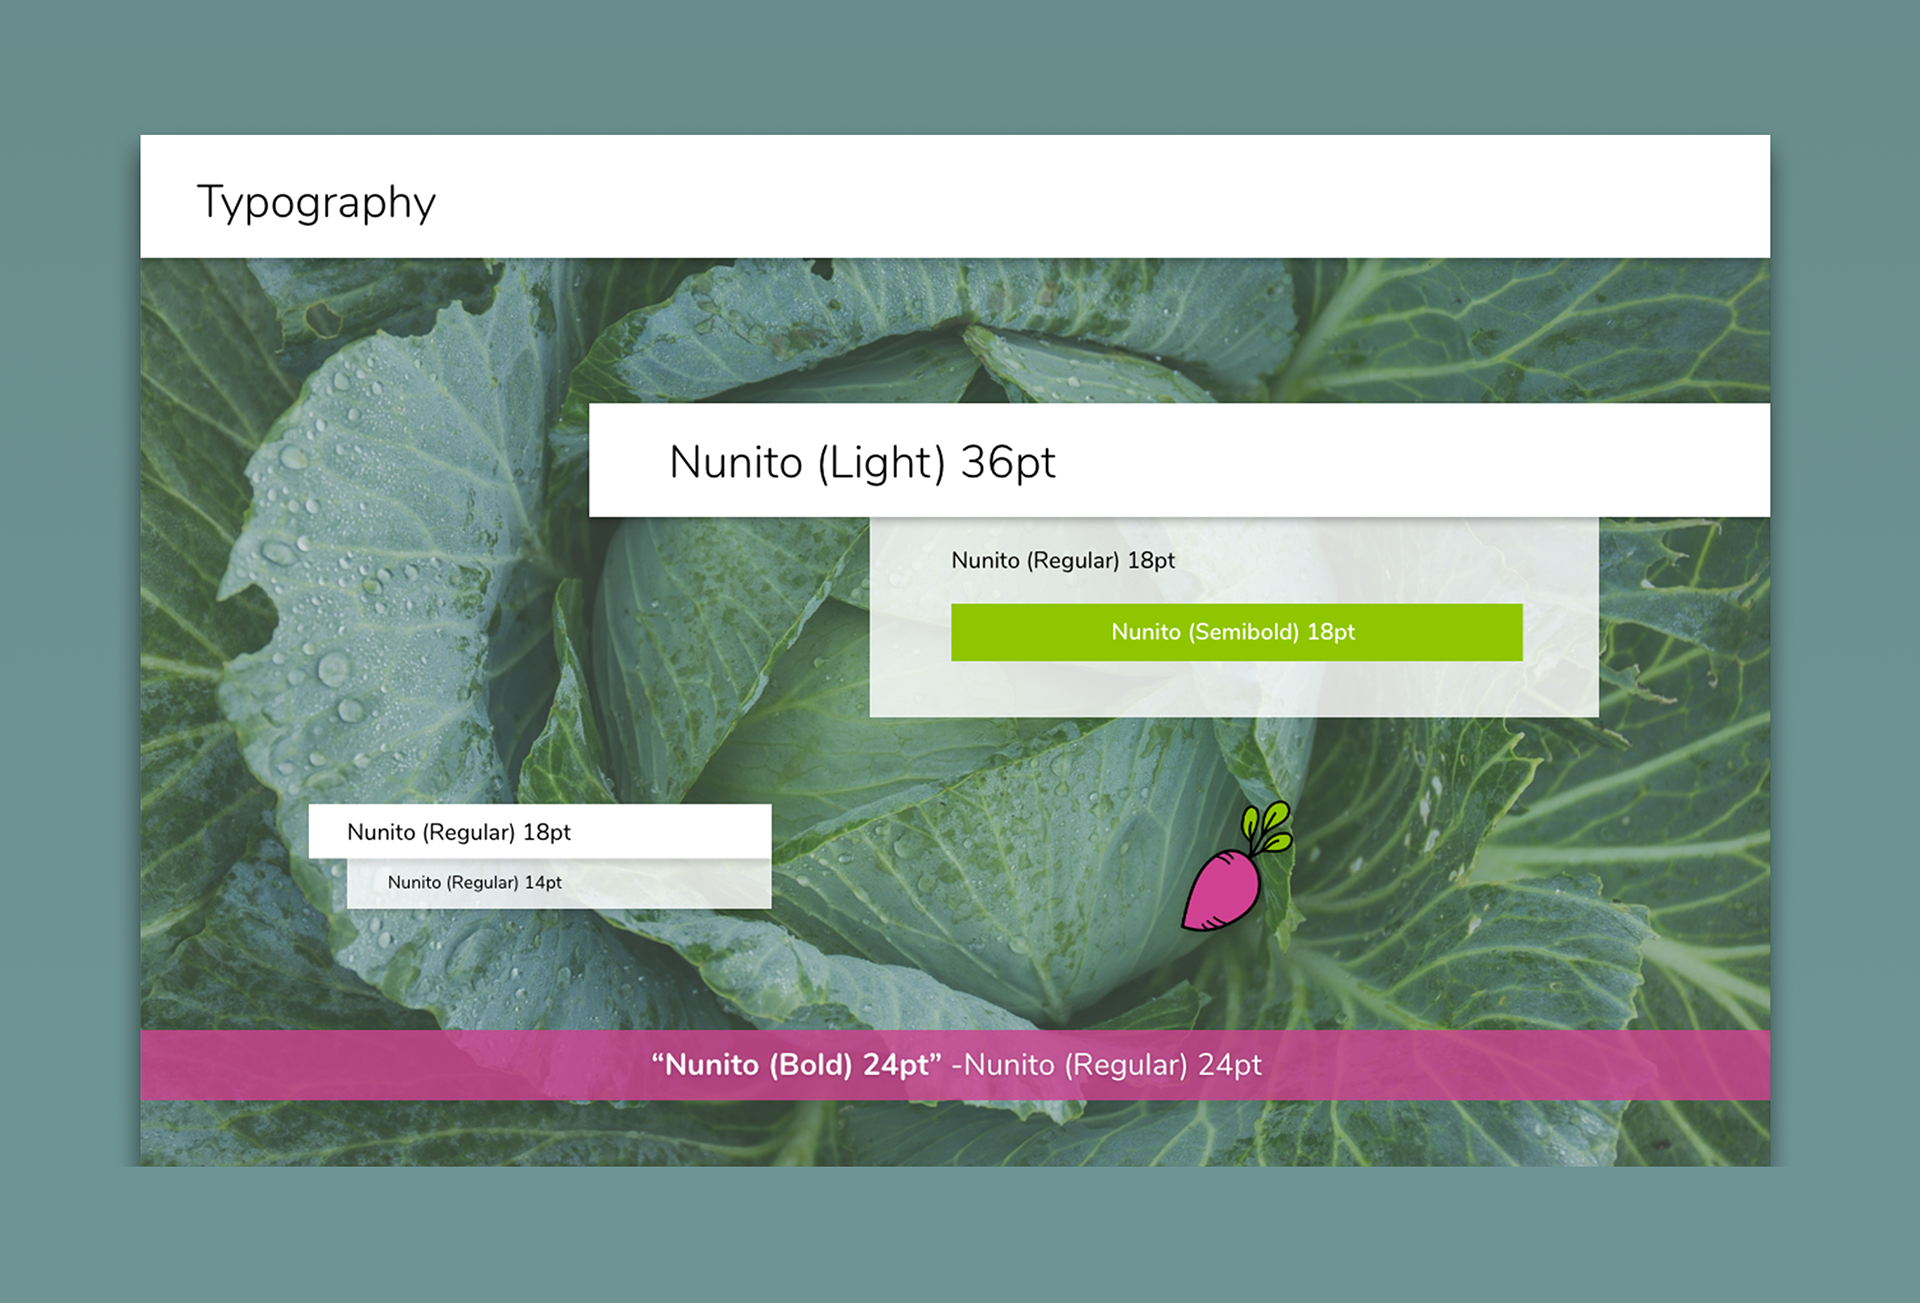 Typography
Nunito (Light) 36pt
Nunito (Regular) 18pt
Nunito (Semibold) 18pt
Nunito (Regular) 18pt
Nunito (Regular) 14pt
“Nunito (Bold) 24pt” -Nunito (Regular) 24pt